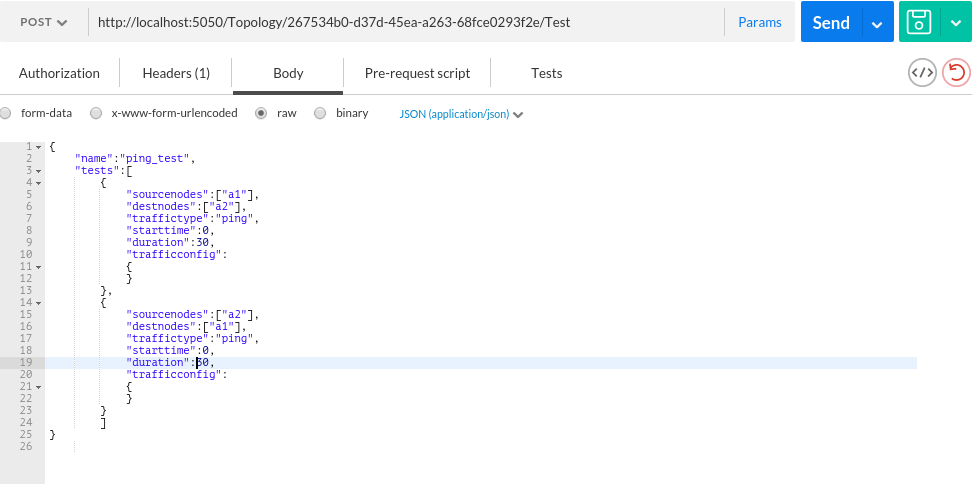 POST http://localhost:5050/Topology/267534b0-d37d-45ea-a263-68fce0293f2e/Test Params Send
Authorization Headers (1) Body Pre-request script Tests
form-data x-www-form-urlencoded raw binary JSON (application/json)
1 {
2 "name":"ping_test",
3 "tests":[
4 {
5 "sourcenodes":["a1"],
6 "destnodes":["a2"],
7 "traffictype":"ping",
8 "starttime":0,
9 "duration":30,
10 "trafficconfig":
11 {
12 }
13 },
14 {
15 "sourcenodes":["a2"],
16 "destnodes":["a1"],
17 "traffictype":"ping",
18 "starttime":0,
19 "duration":30,
20 "trafficconfig":
21 {
22 }
23 }
24 ]
25 }
26